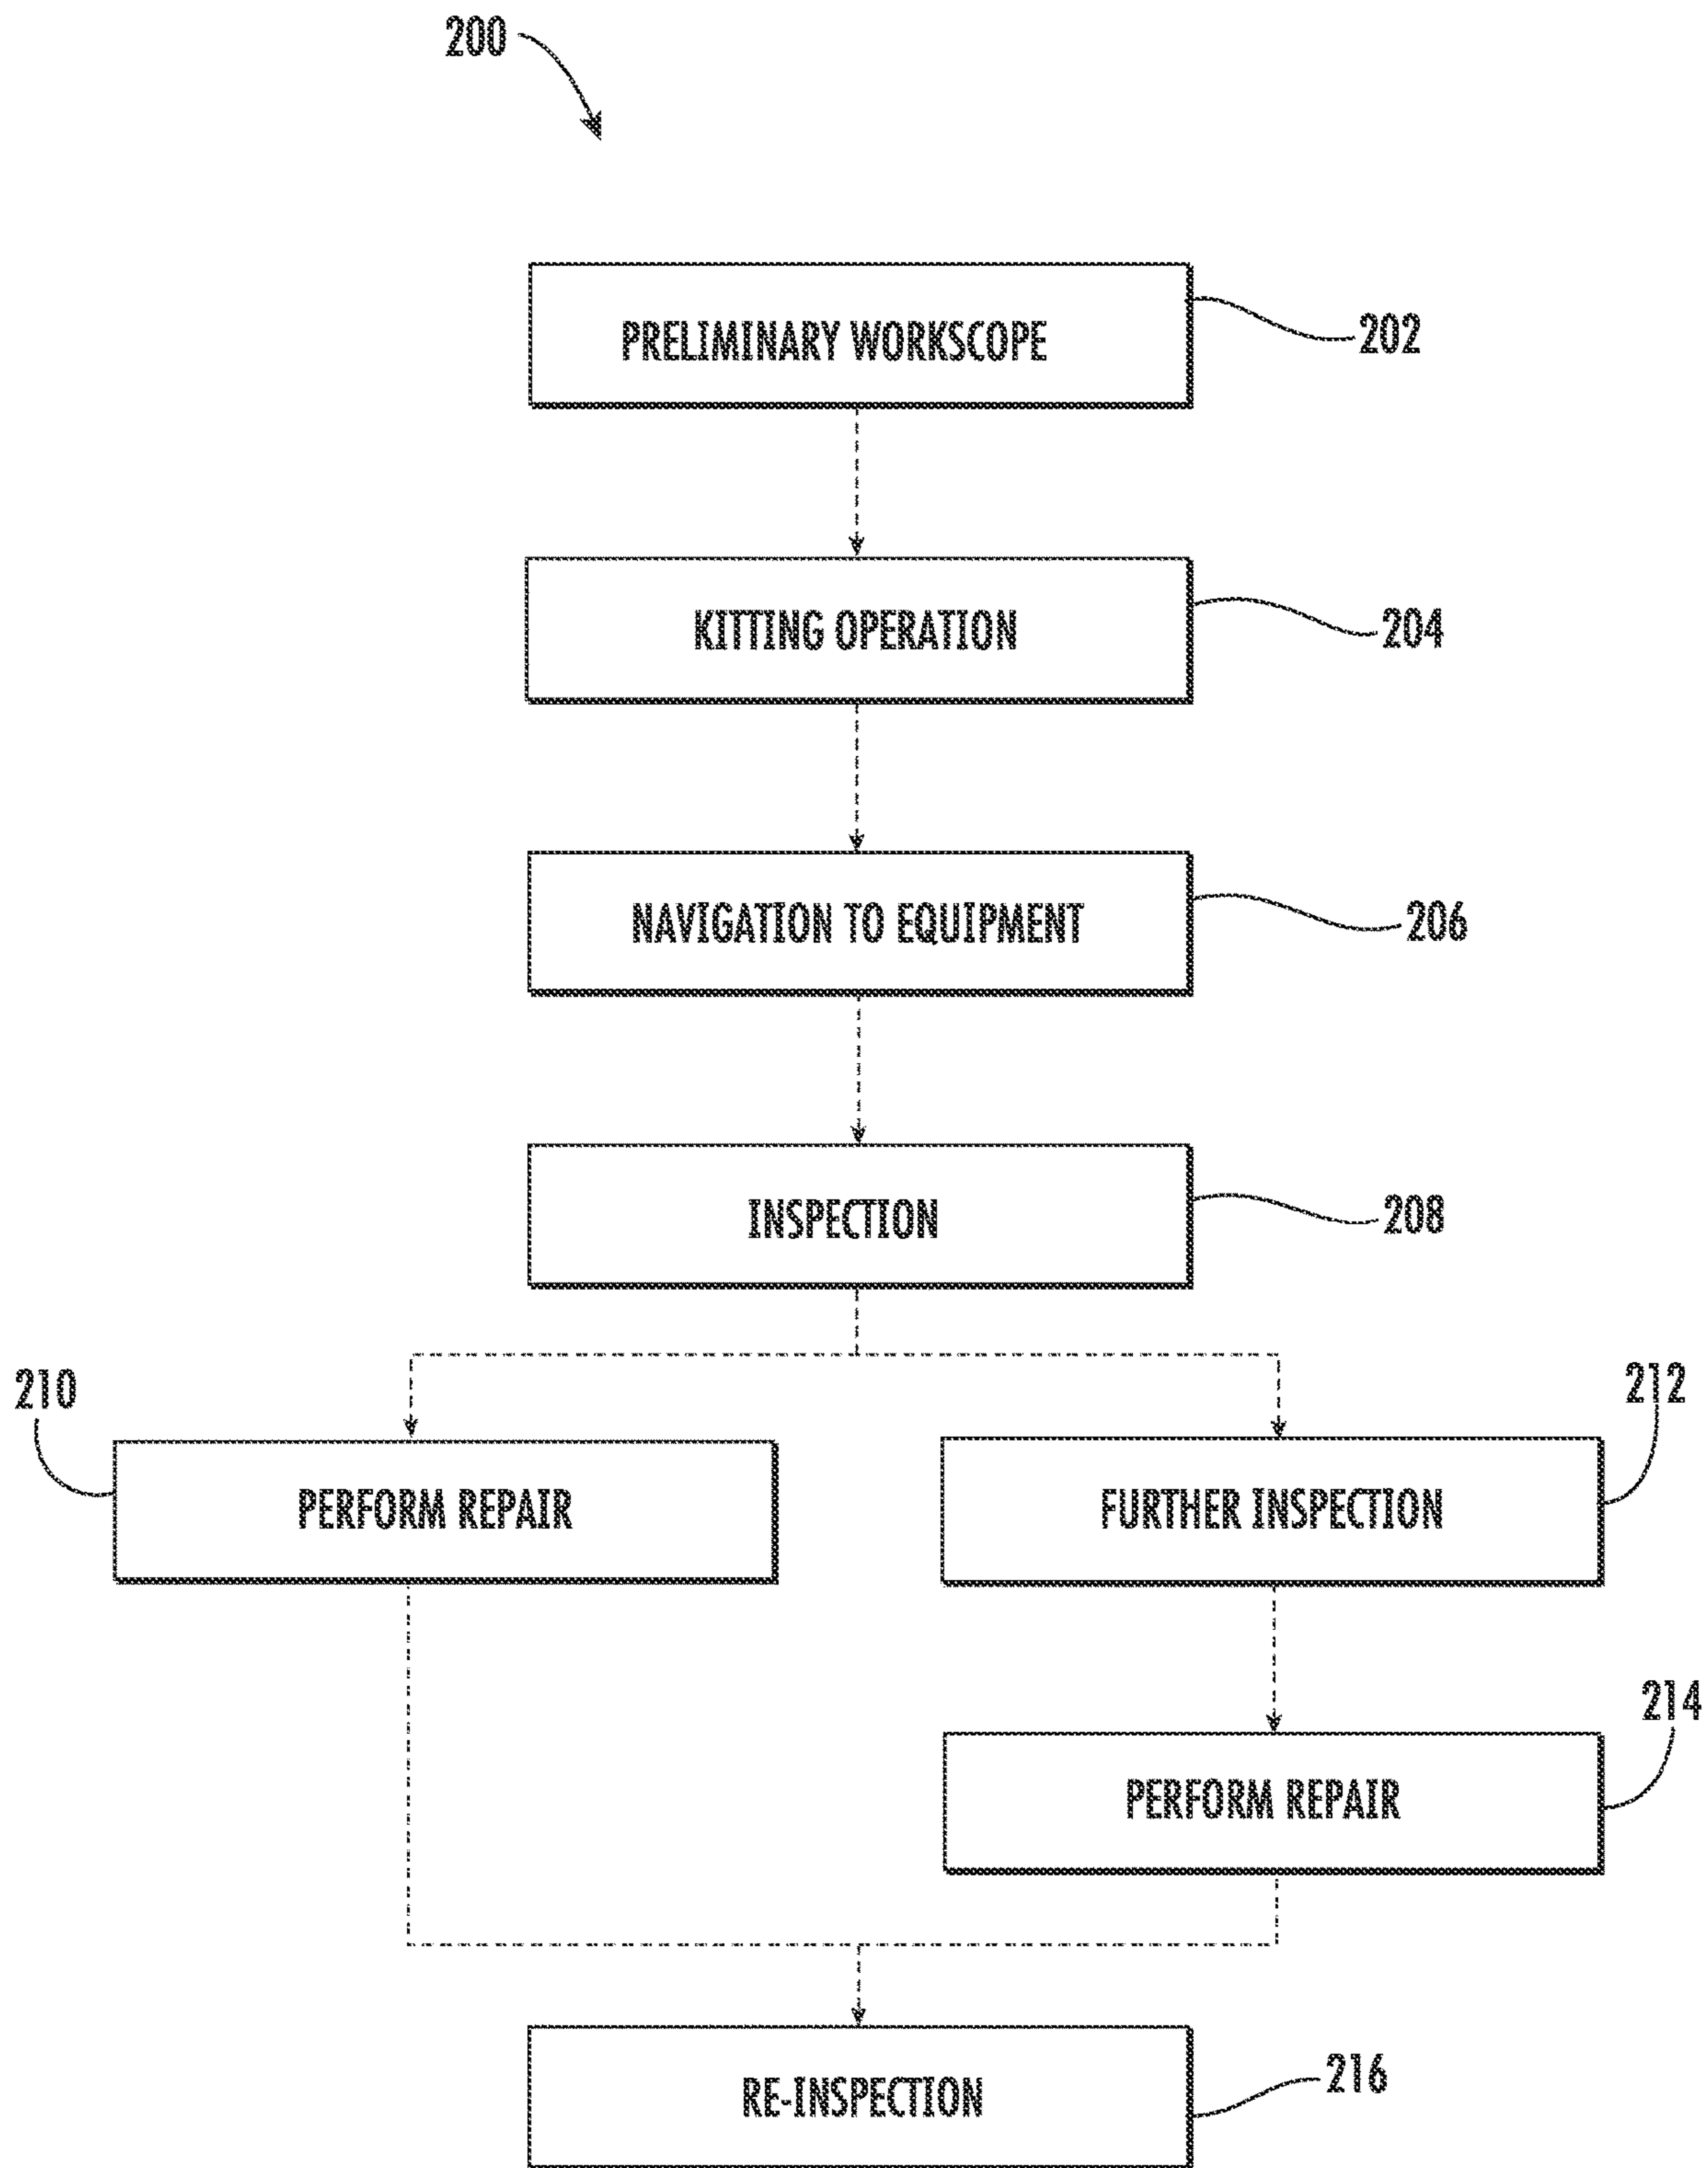 200
PRELIMINARY WORKSCOPE
202
KITTING OPERATION
204
NAVIGATION TO EQUIPMENT
206
INSPECTION
208
210
212
PERFORM REPAIR
FURTHER INSPECTION
214
PERFORM REPAIR
RE-INSPECTION
216